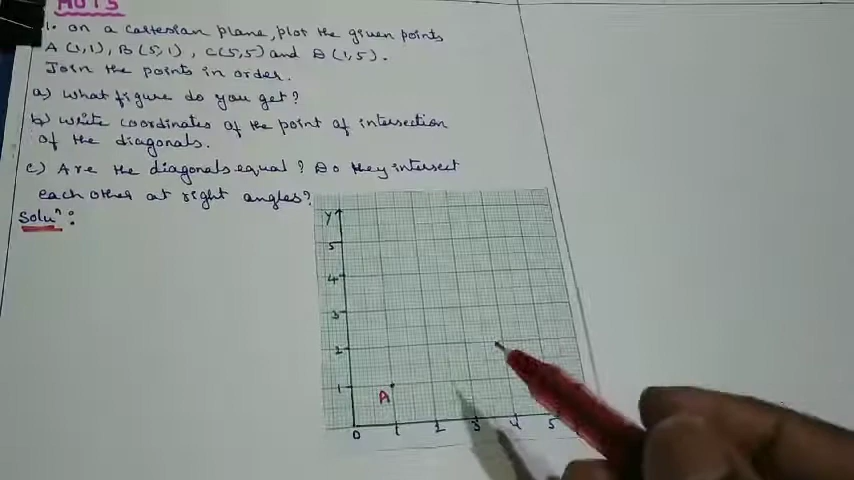 HOTS
1. On a cartesian plane, plot the given points
A (1,1), B (5,1), C (5,5) and D (1,5).
Join the points in order.
a) What figure do you get?
b) Write coordinates of the point of intersection
of the diagonals.
c) Are the diagonals equal? Do they intersect
each other at right angles?
Soluⁿ:
Y
5
4
3
2
1
A
0 1 2 3 4 5